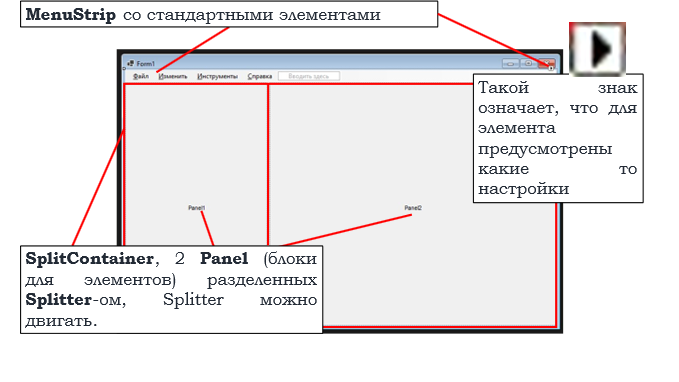 MenuStrip со стандартными элементами
Form1
Файл Изменить Инструменты Справка Вводить здесь
Такой знак
означает, что для
элемента
предусмотрены
какие то
настройки
Panel1
Panel2
SplitContainer, 2 Panel (блоки
для элементов) разделенных
Splitter-ом, Splitter можно
двигать.